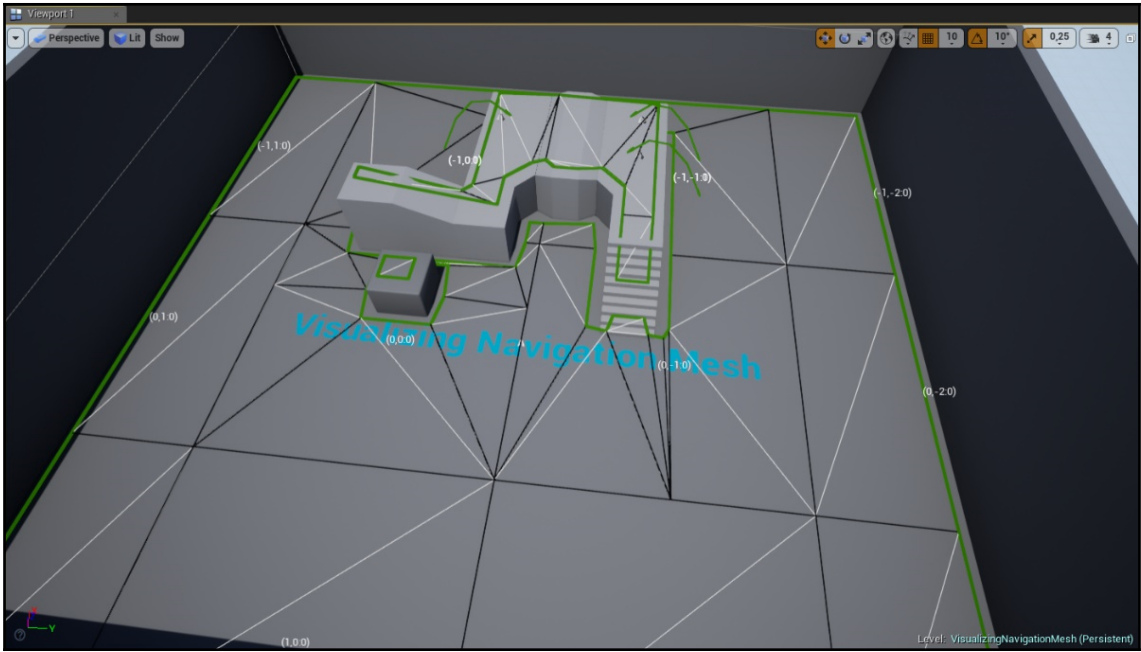 Viewport 1
Perspective Lit Show 10 10° 0,25 4
(-1,1:0)
(-1,0:0)
(-1,-1:0)
(-1,-2:0)
(0,1:0)
Visualizing Navigation Mesh
(0,0:0)
(0,-1:0)
(0,-2:0)
(1,0:0)
Y
Level: VisualizingNavigationMesh (Persistent)